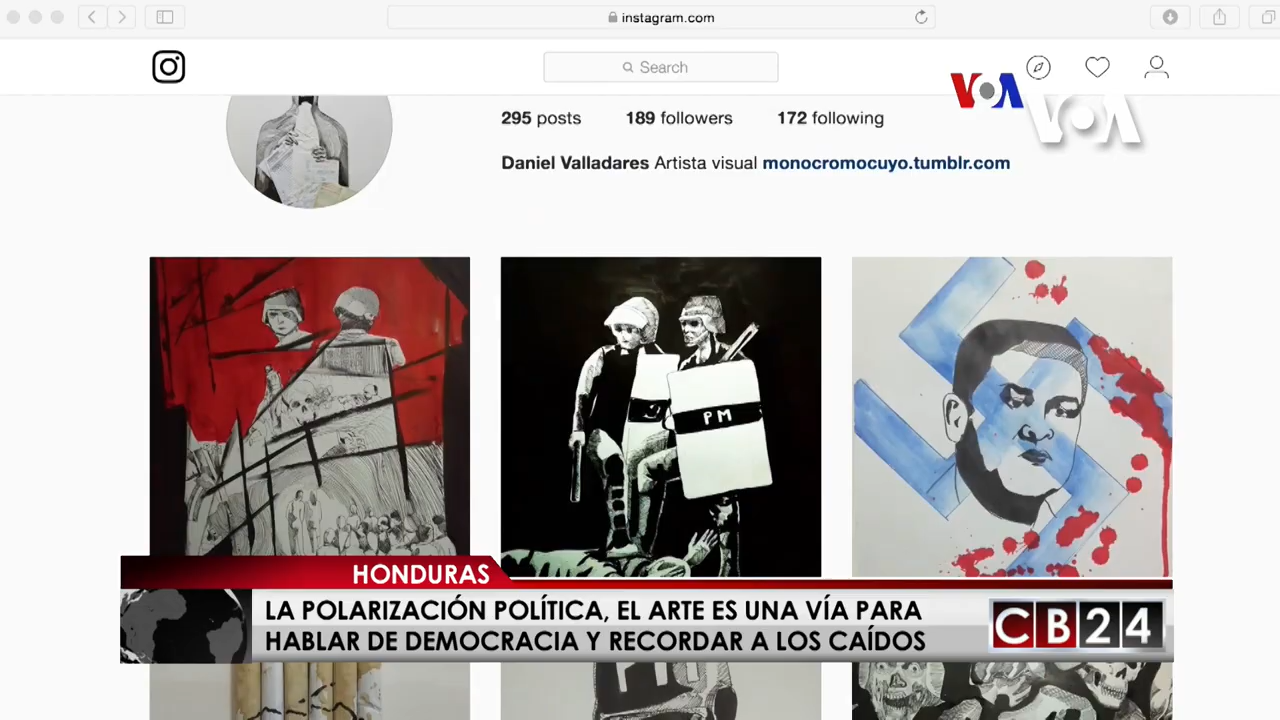 instagram.com
Search
VOA
VOA
295 posts 189 followers 172 following
Daniel Valladares Artista visual monocromocuyo.tumblr.com
PM
HONDURAS
LA POLARIZACIÓN POLÍTICA, EL ARTE ES UNA VÍA PARA
HABLAR DE DEMOCRACIA Y RECORDAR A LOS CAÍDOS
CB24